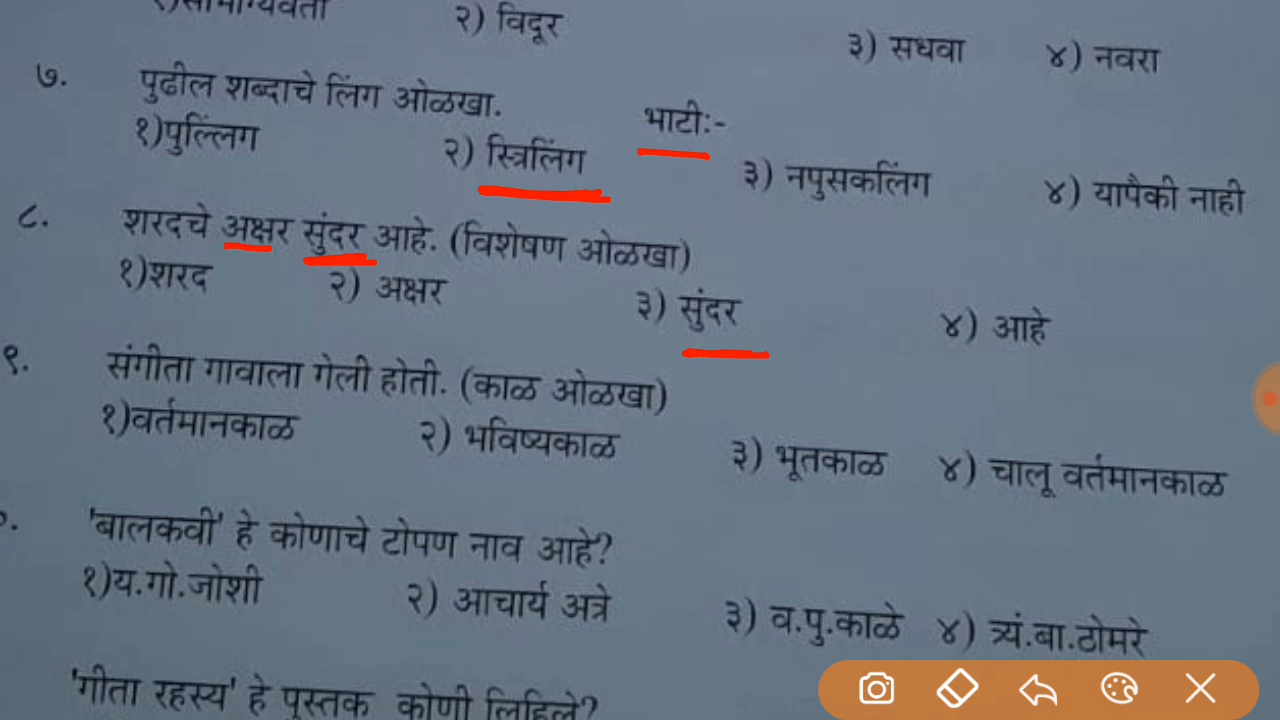 २) विदूर ३) सधवा ४) नवरा
७. पुढील शब्दाचे लिंग ओळखा. भाटी:-
१)पुल्लिंग २) स्त्रिलिंग ३) नपुसकलिंग ४) यापैकी नाही
८. शरदचे अक्षर सुंदर आहे. (विशेषण ओळखा)
१)शरद २) अक्षर ३) सुंदर ४) आहे
९. संगीता गावाला गेली होती. (काळ ओळखा)
१)वर्तमानकाळ २) भविष्यकाळ ३) भूतकाळ ४) चालू वर्तमानकाळ
'बालकवी' हे कोणाचे टोपण नाव आहे?
१)य.गो.जोशी २) आचार्य अत्रे ३) व.पु.काळे ४) त्र्यं.बा.ठोमरे
'गीता रहस्य' हे पुस्तक कोणी लिहिले?